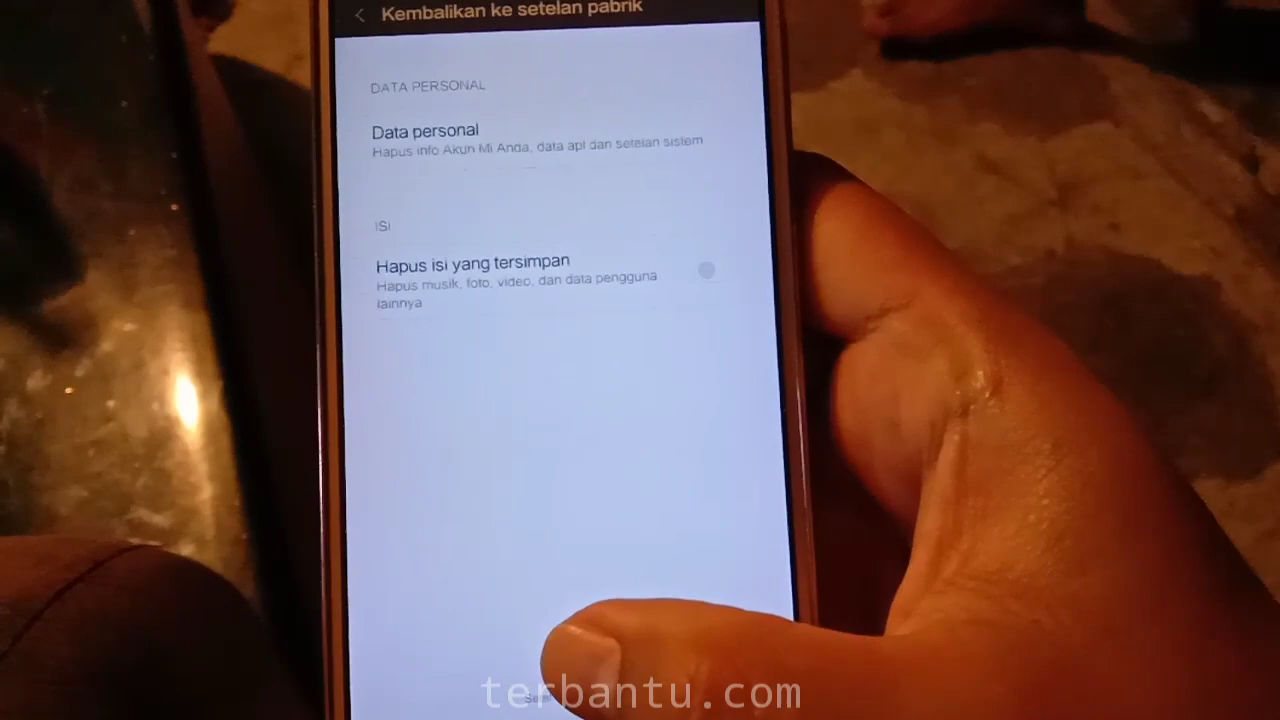 Kembalikan ke setelan pabrik
DATA PERSONAL
Data personal
Hapus info Akun Mi Anda, data apl dan setelan sistem
ISI
Hapus isi yang tersimpan
Hapus musik, foto, video, dan data pengguna
lainnya
terbantu.com